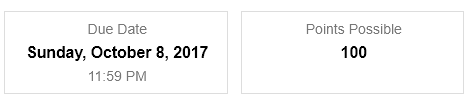 Due Date
Sunday, October 8, 2017
11:59 PM
Points Possible
100